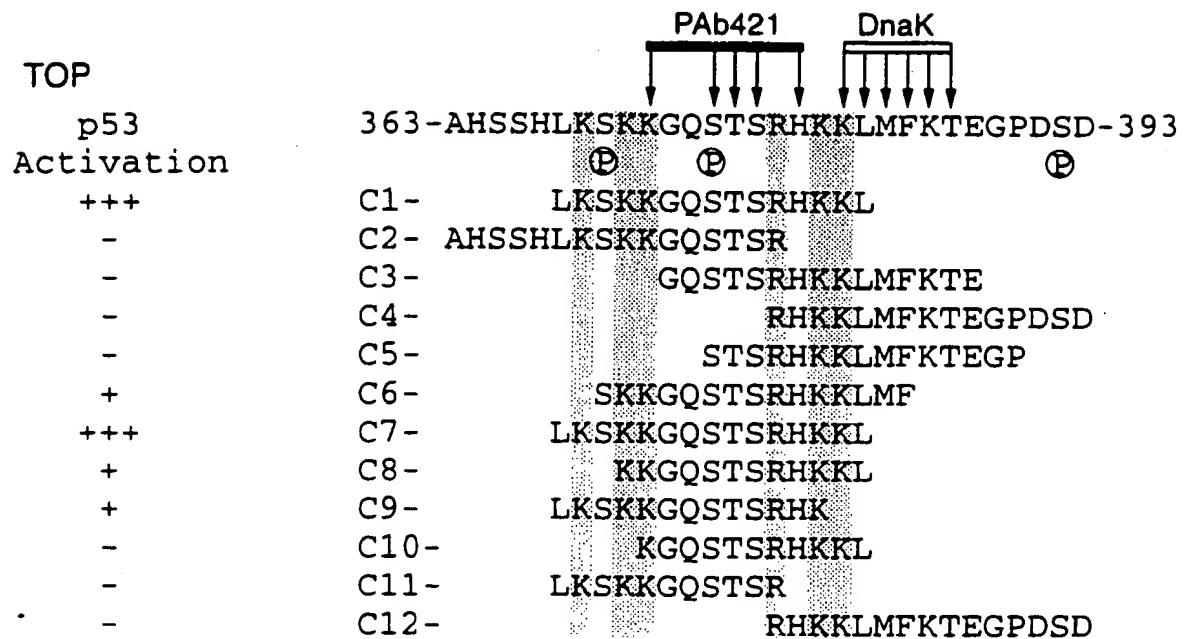 PAb421 DnaK
TOP
p53 363-AHSSHLKSKKGQSTSRHKKLMFKTEGPDSD-393
Activation P P P
+++ C1- LKSKKGQSTSRHKKL
- C2- AHSSHLKSKKGQSTSR
- C3- GQSTSRHKKLMFKTE
- C4- RHKKLMFKTEGPDSD
- C5- STSRHKKLMFKTEGP
+ C6- SKKGQSTSRHKKLMF
+++ C7- LKSKKGQSTSRHKKL
+ C8- KKGQSTSRHKKL
+ C9- LKSKKGQSTSRHK
- C10- KGQSTSRHKKL
- C11- LKSKKGQSTSR
- C12- RHKKLMFKTEGPDSD